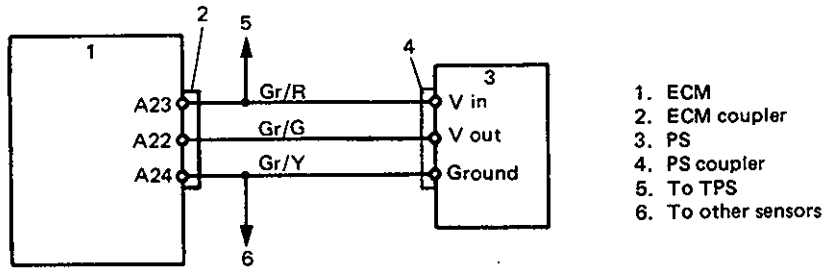 2
5
1
4
3
Gr/R
A23
V in
Gr/G
A22
V out
Gr/Y
A24
Ground
6
1. ECM
2. ECM coupler
3. PS
4. PS coupler
5. To TPS
6. To other sensors